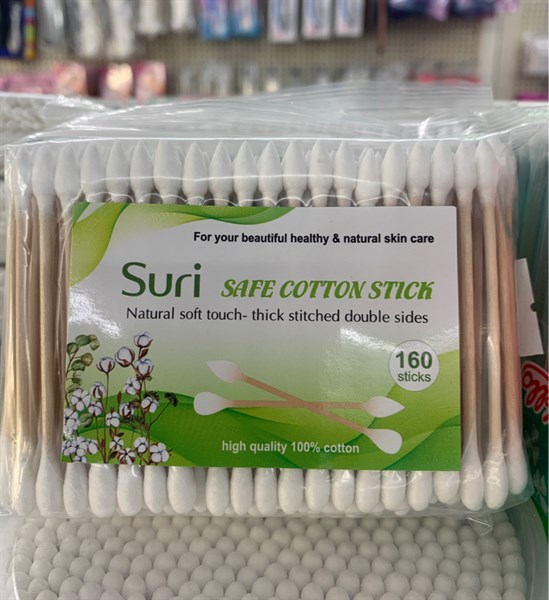 For your beautiful healthy & natural skin care
Suri SAFE COTTON STICK
Natural soft touch- thick stitched double sides
160
sticks
high quality 100% cotton